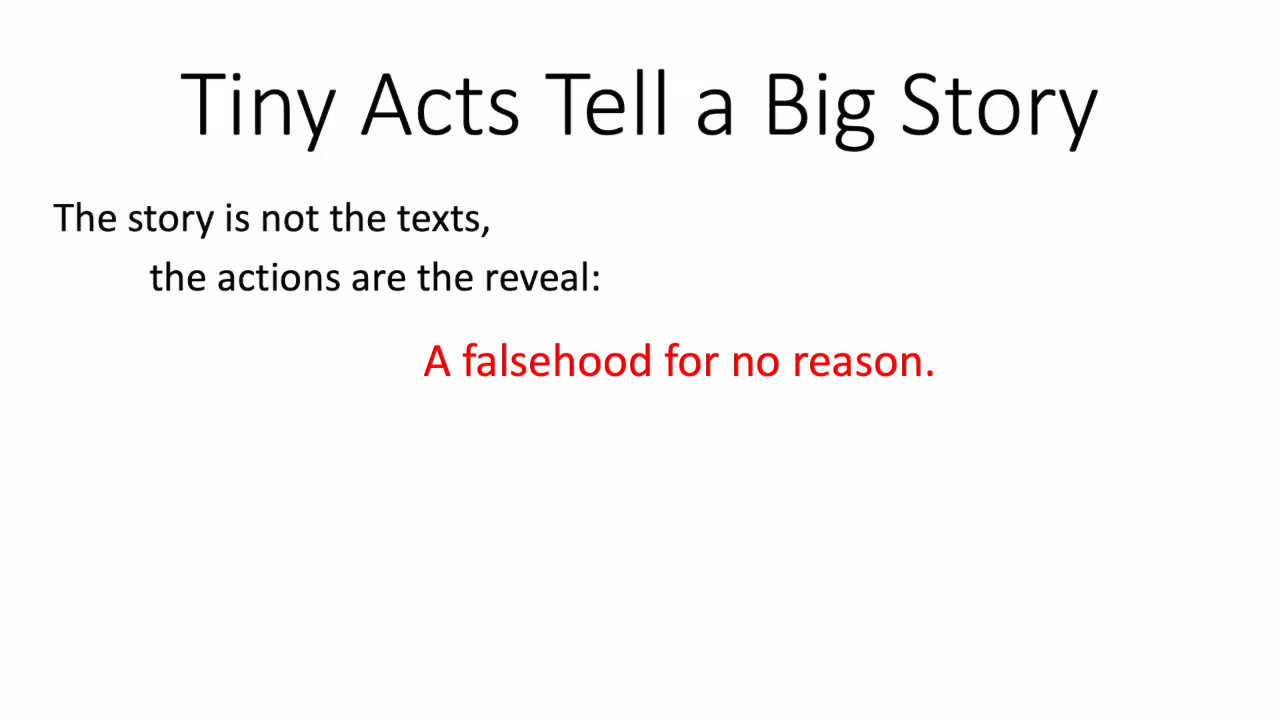 Tiny Acts Tell a Big Story
The story is not the texts,
the actions are the reveal:
A falsehood for no reason.